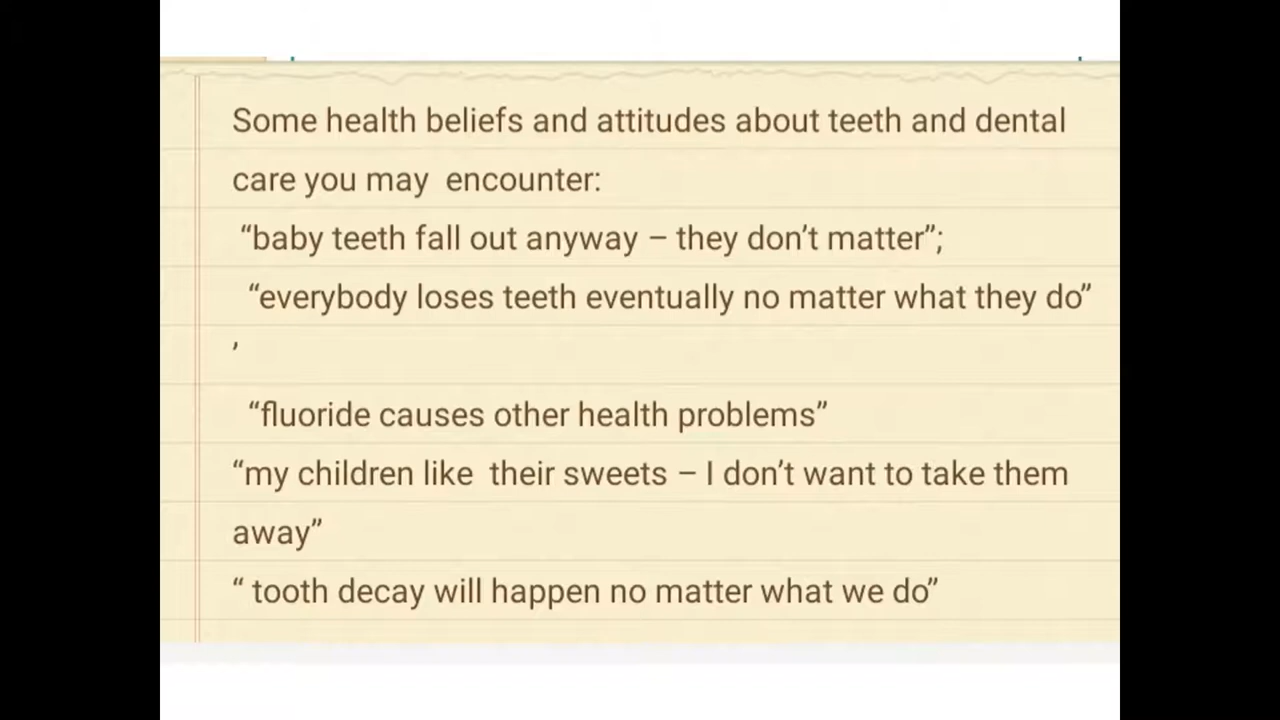 Some health beliefs and attitudes about teeth and dental
care you may  encounter:
“baby teeth fall out anyway – they don’t matter”;
“everybody loses teeth eventually no matter what they do”
,
“fluoride causes other health problems”
“my children like  their sweets – I don’t want to take them
away”
“ tooth decay will happen no matter what we do”